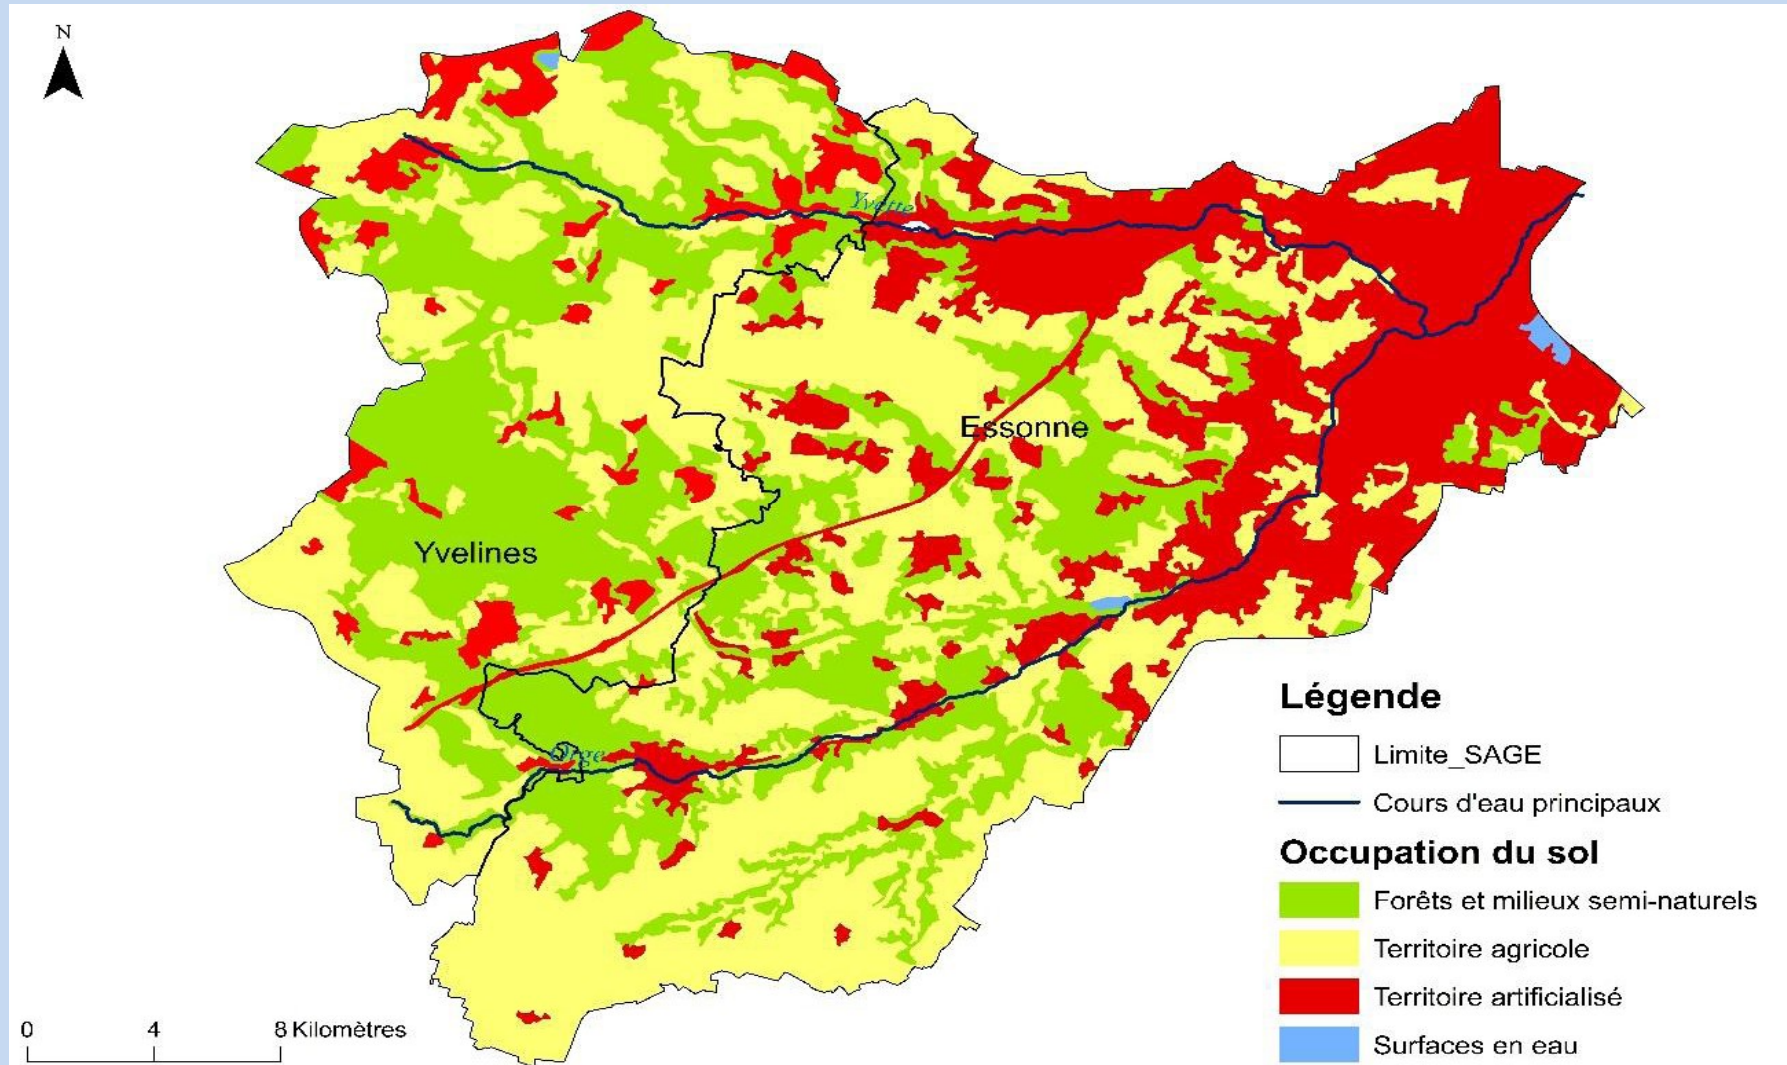 N
Yvette
Essonne
Yvelines
Orge
Légende
Limite_SAGE
Cours d'eau principaux
Occupation du sol
Forêts et milieux semi-naturels
Territoire agricole
Territoire artificialisé
Surfaces en eau
0 4 8 Kilomètres